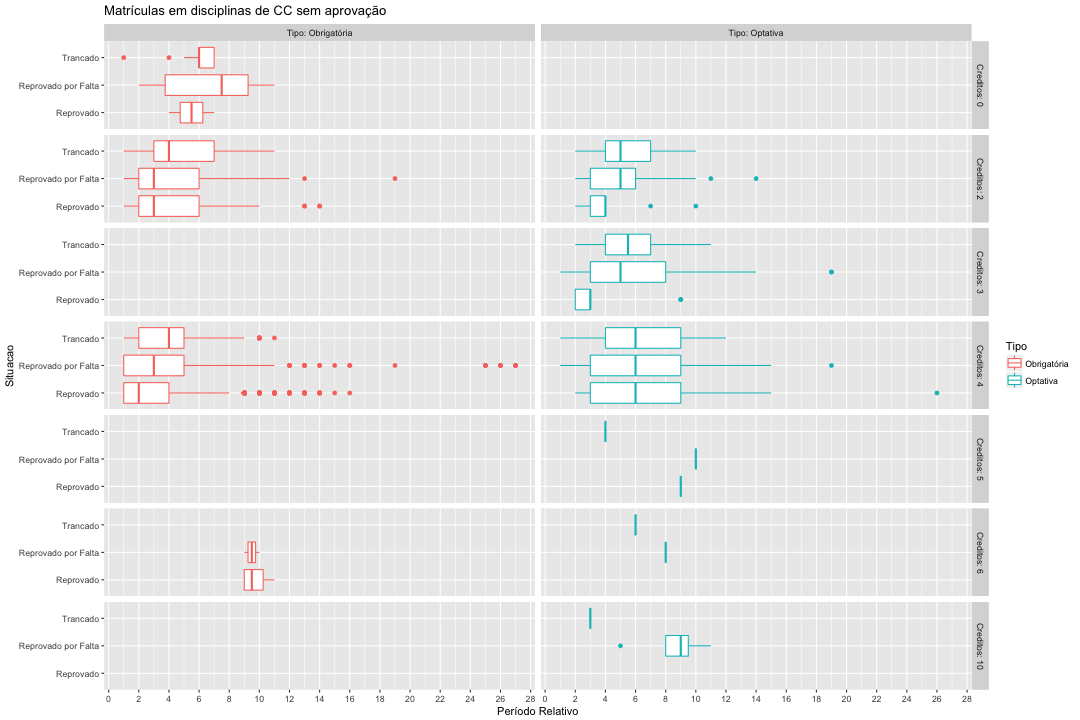 Matrículas em disciplinas de CC sem aprovação
Tipo: Obrigatória
Tipo: Optativa
Trancado
Reprovado por Falta
Reprovado
Creditos: 0
Trancado
Reprovado por Falta
Reprovado
Creditos: 2
Trancado
Reprovado por Falta
Reprovado
Creditos: 3
Trancado
Reprovado por Falta
Reprovado
Creditos: 4
Trancado
Reprovado por Falta
Reprovado
Creditos: 5
Trancado
Reprovado por Falta
Reprovado
Creditos: 6
Trancado
Reprovado por Falta
Reprovado
Creditos: 10
Situacao
0 2 4 6 8 10 12 14 16 18 20 22 24 26 28
0 2 4 6 8 10 12 14 16 18 20 22 24 26 28
Período Relativo
Tipo
Obrigatória
Optativa